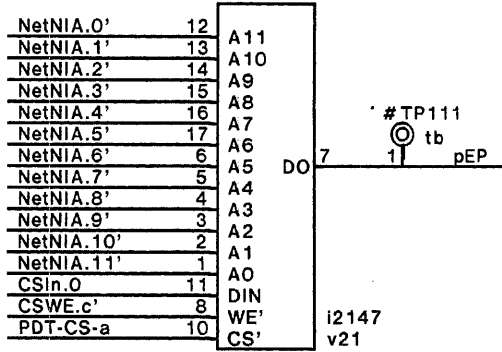 NetNIA.0' 12 A11
NetNIA.1' 13 A10
NetNIA.2' 14 A9
NetNIA.3' 15 A8
NetNIA.4' 16 A7
NetNIA.5' 17 A6
NetNIA.6' 6 A5 DO 7 1 pEP
NetNIA.7' 5 A4
NetNIA.8' 4 A3
NetNIA.9' 3 A2
NetNIA.10' 2 A1
NetNIA.11' 1 A0
CSIn.0 11 DIN
CSWE.c' 8 WE' i2147
PDT-CS-a 10 CS' v21
#TP111
tb